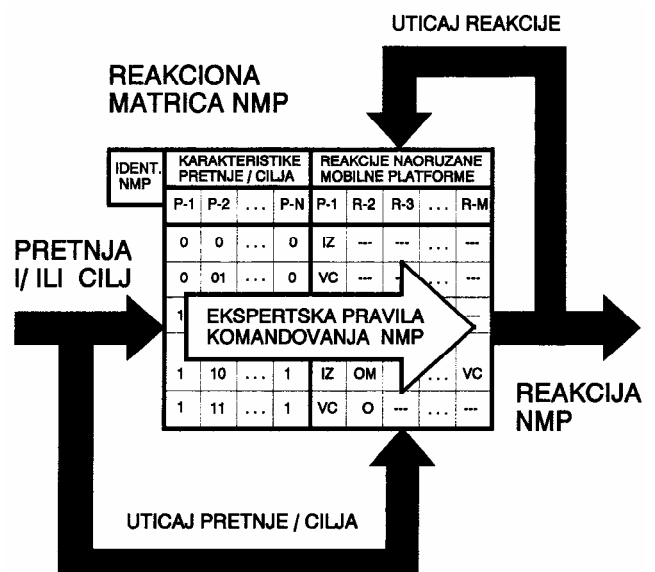 UTICAJ REAKCIJE
REAKCIONA
MATRICA NMP
IDENT.
NMP
KARAKTERISTIKE
PRETNJE / CILJA
REAKCIJE NAORUZANE
MOBILNE PLATFORME
P-1 P-2 ... P-N P-1 R-2 R-3 ... R-M
0 0 ... 0 IZ --- --- ... ---
0 01 ... 0 VC --- ... ---
PRETNJA
I/ ILI CILJ
1
EKSPERTSKA PRAVILA
KOMANDOVANJA NMP
1 10 ... 1 IZ OM ... VC
1 11 ... 1 VC O --- ... ---
REAKCIJA
NMP
UTICAJ PRETNJE / CILJA